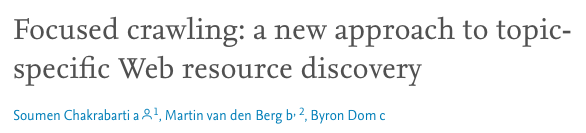 Focused crawling: a new approach to topic-
specific Web resource discovery
Soumen Chakrabarti a 1, Martin van den Berg b, 2, Byron Dom c